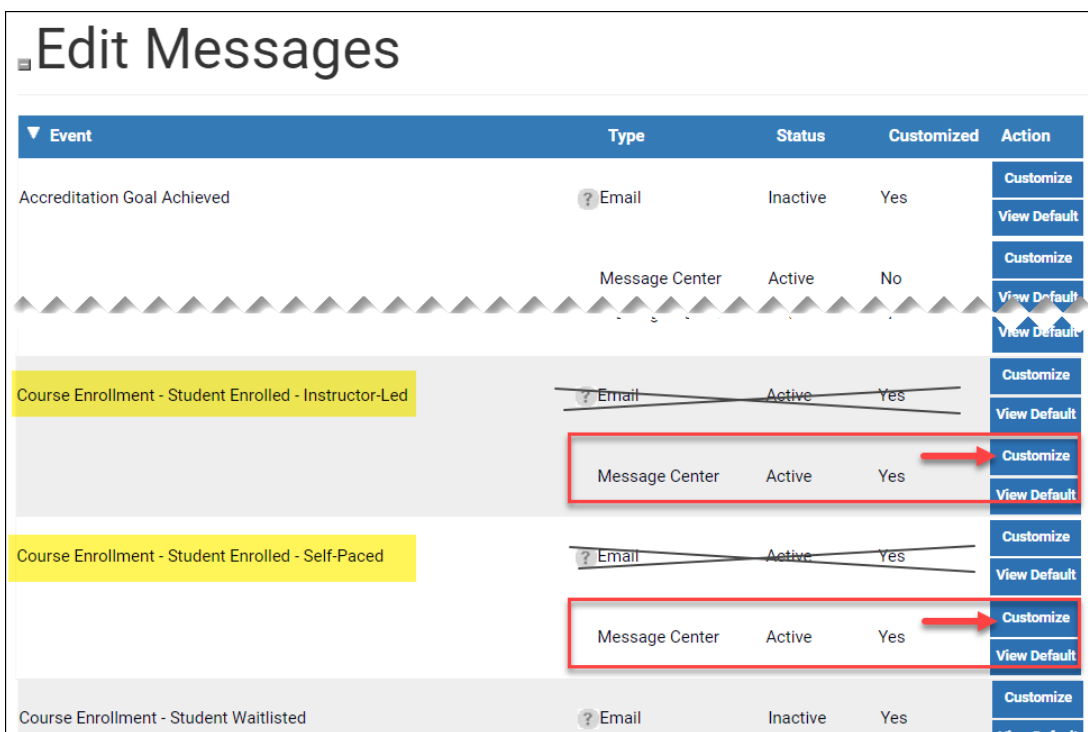 Edit Messages
Event Type Status Customized Action
Accreditation Goal Achieved ? Email Inactive Yes Customize
View Default
Message Center Active No Customize
View Default
View Default
Course Enrollment - Student Enrolled - Instructor-Led ? Email Active Yes Customize
View Default
Message Center Active Yes Customize
View Default
Course Enrollment - Student Enrolled - Self-Paced ? Email Active Yes Customize
View Default
Message Center Active Yes Customize
View Default
Course Enrollment - Student Waitlisted ? Email Inactive Yes Customize